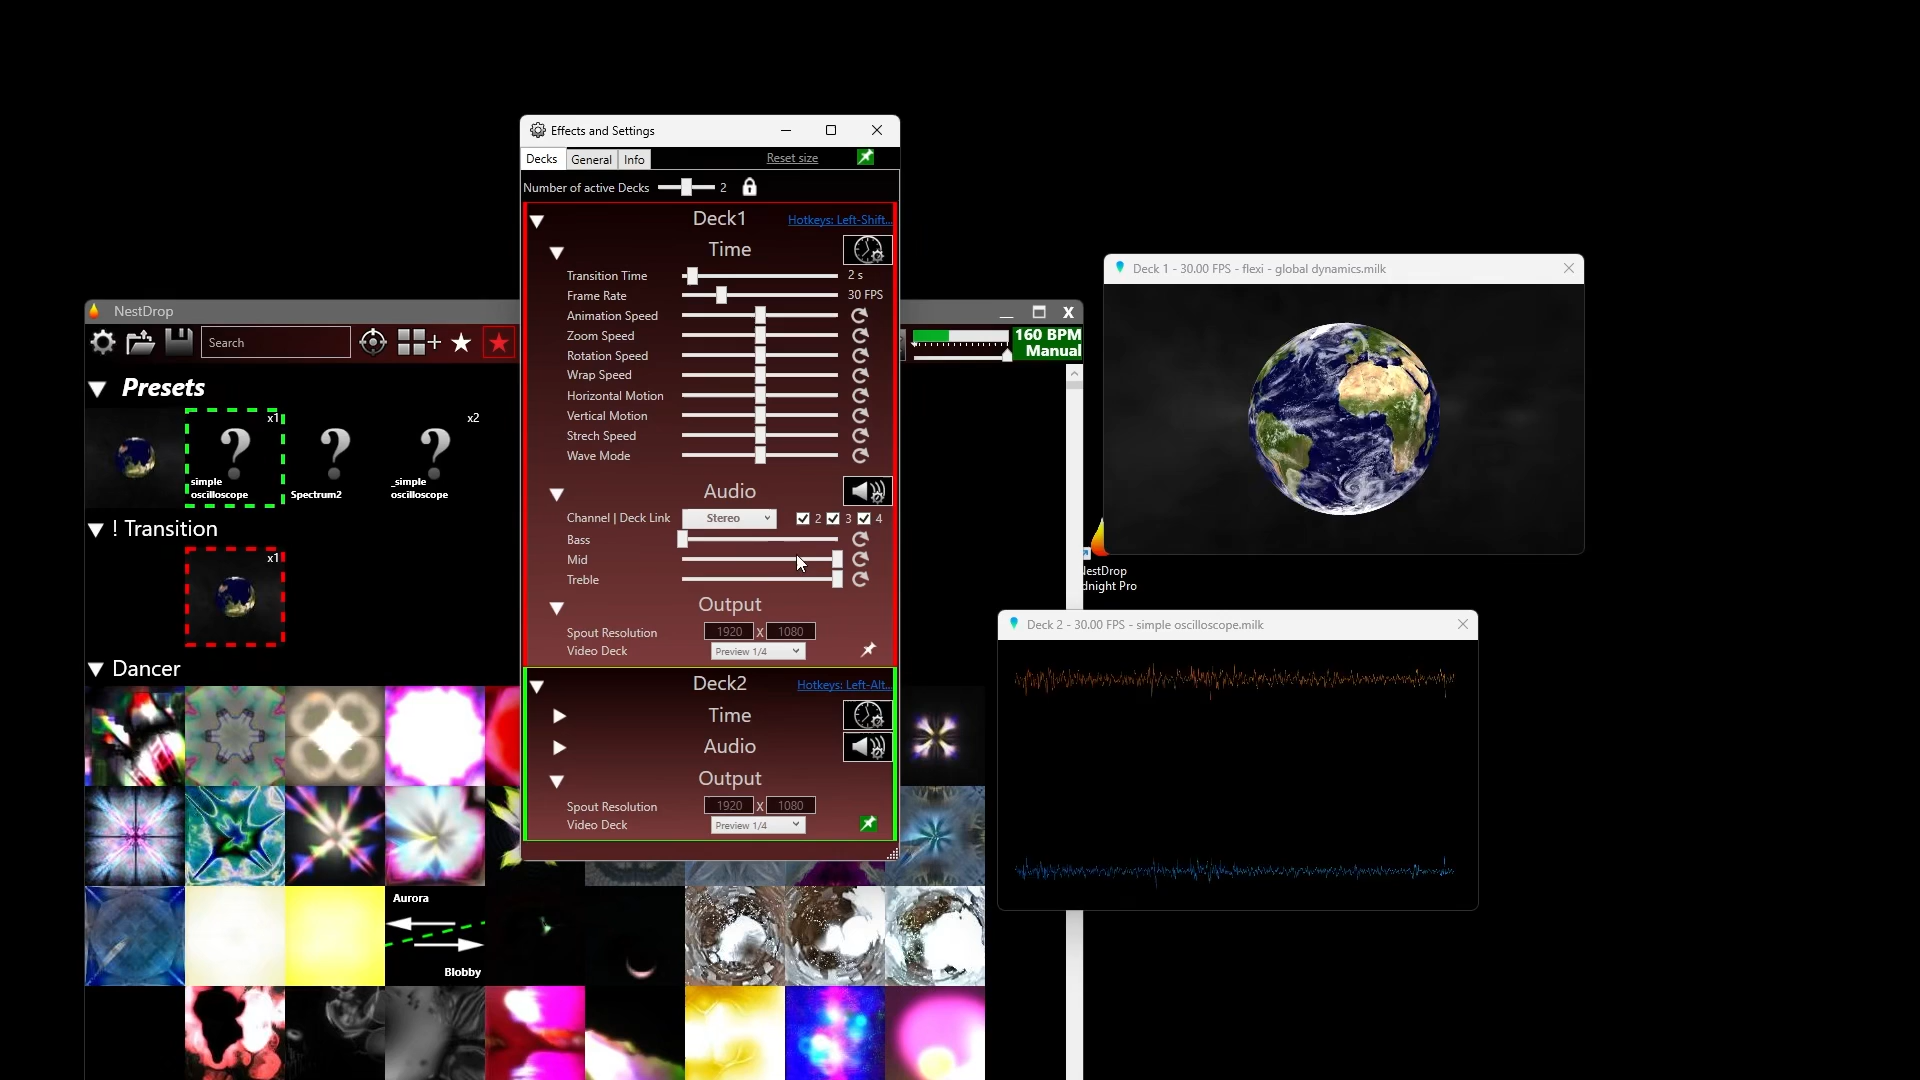 Effects and Settings
Decks General Info Reset size
Number of active Decks 2
Deck1 Hotkeys: Left-Shift...
Time
Transition Time 2 s
Frame Rate 30 FPS
Animation Speed
Zoom Speed
Rotation Speed
Wrap Speed
Horizontal Motion
Vertical Motion
Strech Speed
Wave Mode
Audio
Channel | Deck Link Stereo 2 3 4
Bass
Mid
Treble
Output
Spout Resolution 1920 X 1080
Video Deck Preview 1/4
Deck2 Hotkeys: Left-Alt...
Time
Audio
Output
Spout Resolution 1920 X 1080
Video Deck Preview 1/4
NestDrop
Search
160 BPM
Manual
Presets
x1 x2
simple
oscilloscope
Spectrum2
_simple
oscilloscope
! Transition
x1
Dancer
Aurora
Blobby
Deck 1 - 30.00 FPS - flexi - global dynamics.milk
NestDrop
dnight Pro
Deck 2 - 30.00 FPS - simple oscilloscope.milk